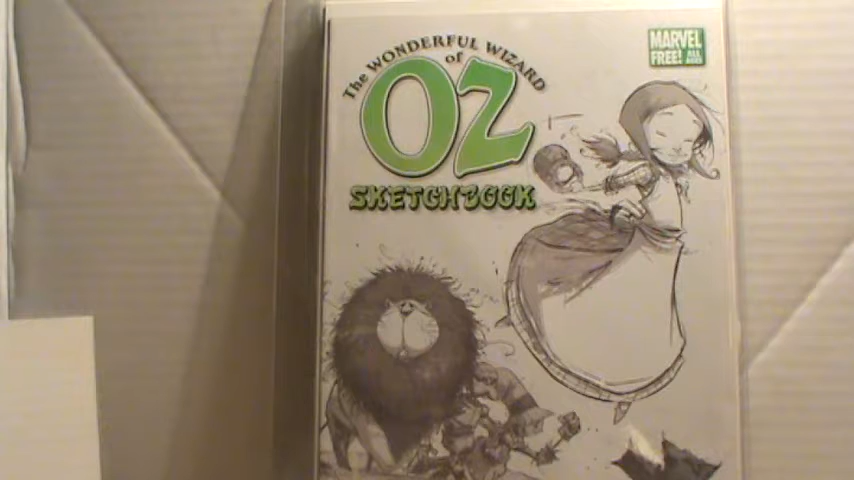 The WONDERFUL WIZARD
of
OZ
SKETCHBOOK
MARVEL
FREE! ALL AGES